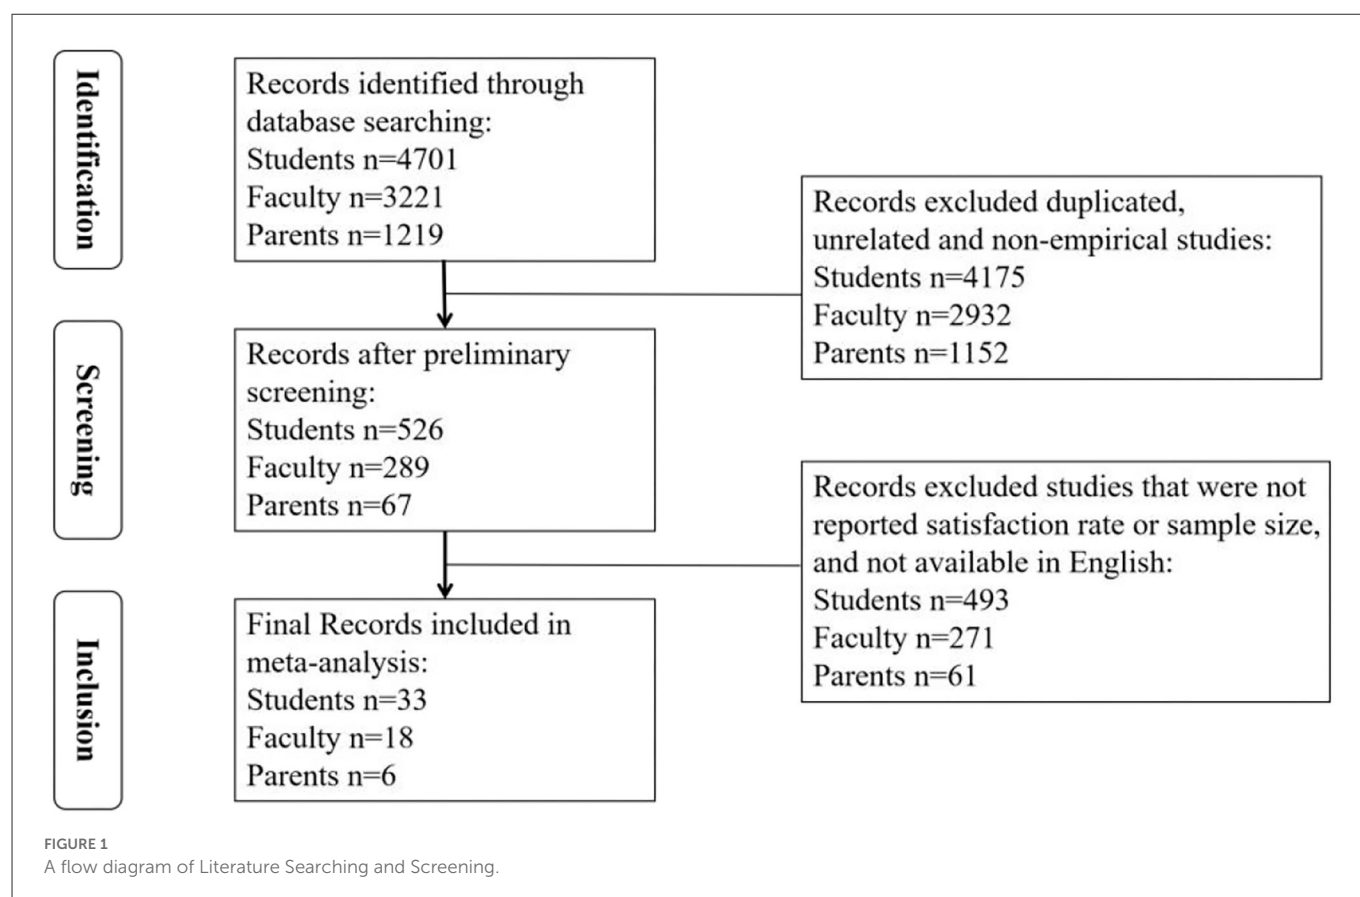 Identification
Records identified through
database searching:
Students n=4701
Faculty n=3221
Parents n=1219
Records excluded duplicated,
unrelated and non-empirical studies:
Students n=4175
Faculty n=2932
Parents n=1152
Screening
Records after preliminary
screening:
Students n=526
Faculty n=289
Parents n=67
Records excluded studies that were not
reported satisfaction rate or sample size,
and not available in English:
Students n=493
Faculty n=271
Parents n=61
Inclusion
Final Records included in
meta-analysis:
Students n=33
Faculty n=18
Parents n=6
FIGURE 1
A flow diagram of Literature Searching and Screening.